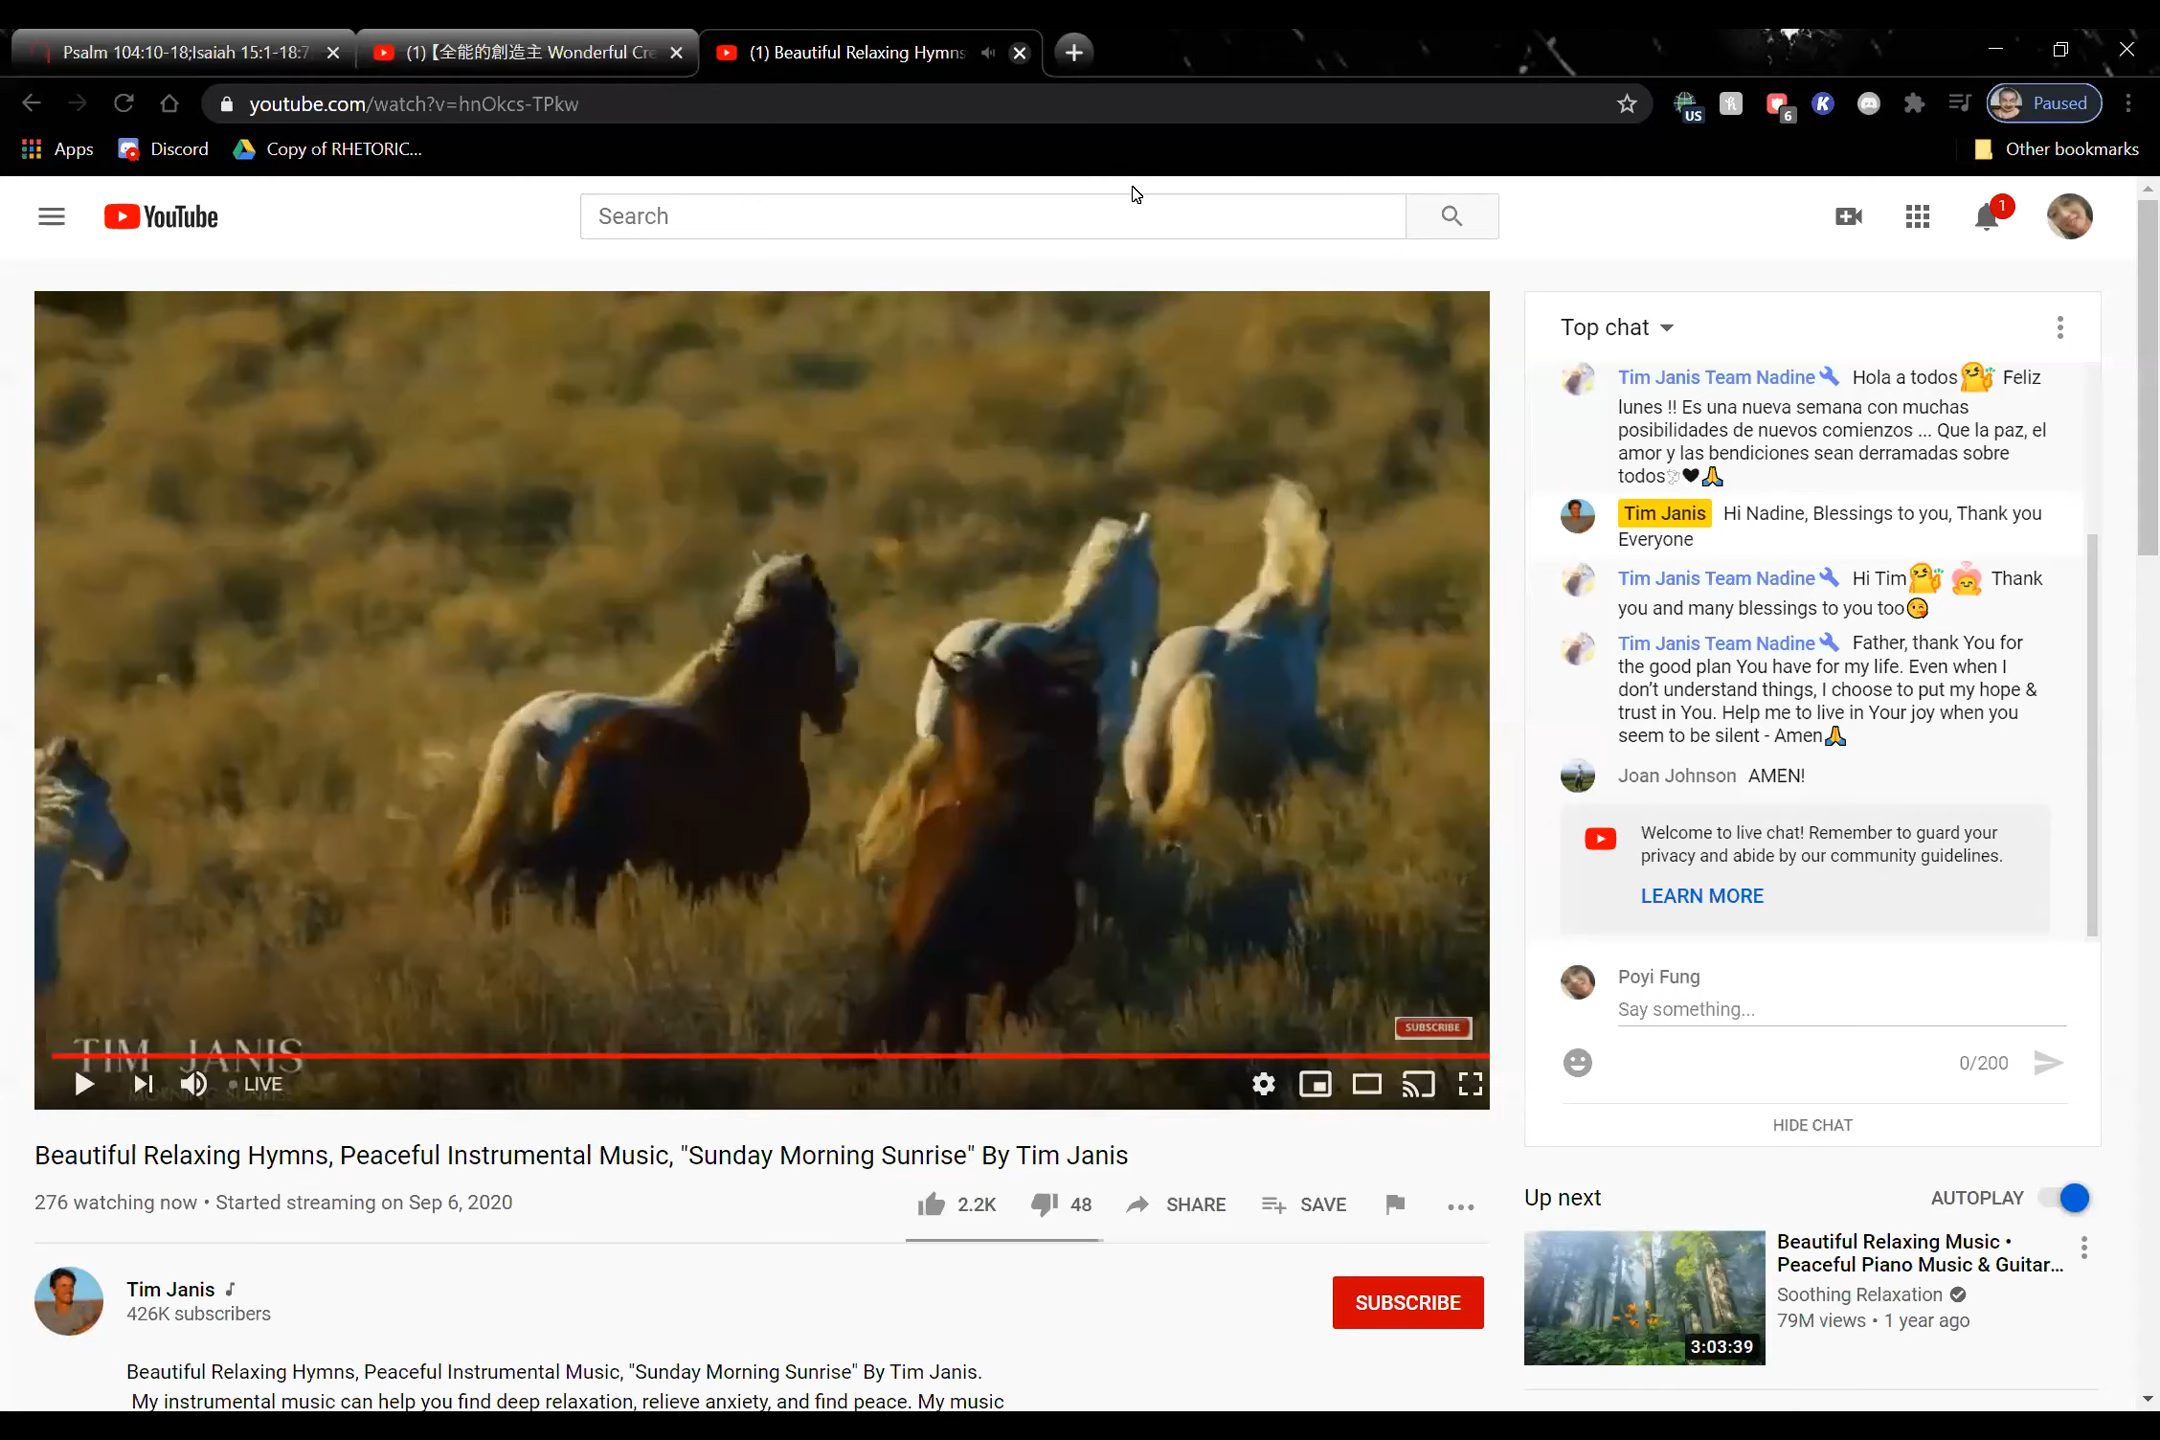 Psalm 104:10-18;Isaiah 15:1-18:7
(1)【全能的創造主 Wonderful Cre
(1) Beautiful Relaxing Hymns
youtube.com/watch?v=hnOkcs-TPkw
US
6
Paused
Apps
Discord
Copy of RHETORIC...
Other bookmarks
YouTube
Search
1
TIM JANIS
SUBSCRIBE
LIVE
Beautiful Relaxing Hymns, Peaceful Instrumental Music, "Sunday Morning Sunrise" By Tim Janis
276 watching now • Started streaming on Sep 6, 2020
2.2K
48
SHARE
SAVE
Tim Janis
426K subscribers
SUBSCRIBE
Beautiful Relaxing Hymns, Peaceful Instrumental Music, "Sunday Morning Sunrise" By Tim Janis.
My instrumental music can help you find deep relaxation, relieve anxiety, and find peace. My music
Top chat
Tim Janis Team Nadine Hola a todos Feliz
lunes !! Es una nueva semana con muchas
posibilidades de nuevos comienzos ... Que la paz, el
amor y las bendiciones sean derramadas sobre
todos🕊🖤🙏
Tim Janis Hi Nadine, Blessings to you, Thank you
Everyone
Tim Janis Team Nadine Hi Tim Thank
you and many blessings to you too😘
Tim Janis Team Nadine Father, thank You for
the good plan You have for my life. Even when I
don't understand things, I choose to put my hope &
trust in You. Help me to live in Your joy when you
seem to be silent - Amen🙏
Joan Johnson AMEN!
Welcome to live chat! Remember to guard your
privacy and abide by our community guidelines.
LEARN MORE
Poyi Fung
Say something...
0/200
HIDE CHAT
Up next
AUTOPLAY
3:03:39
Beautiful Relaxing Music •
Peaceful Piano Music & Guitar...
Soothing Relaxation
79M views • 1 year ago